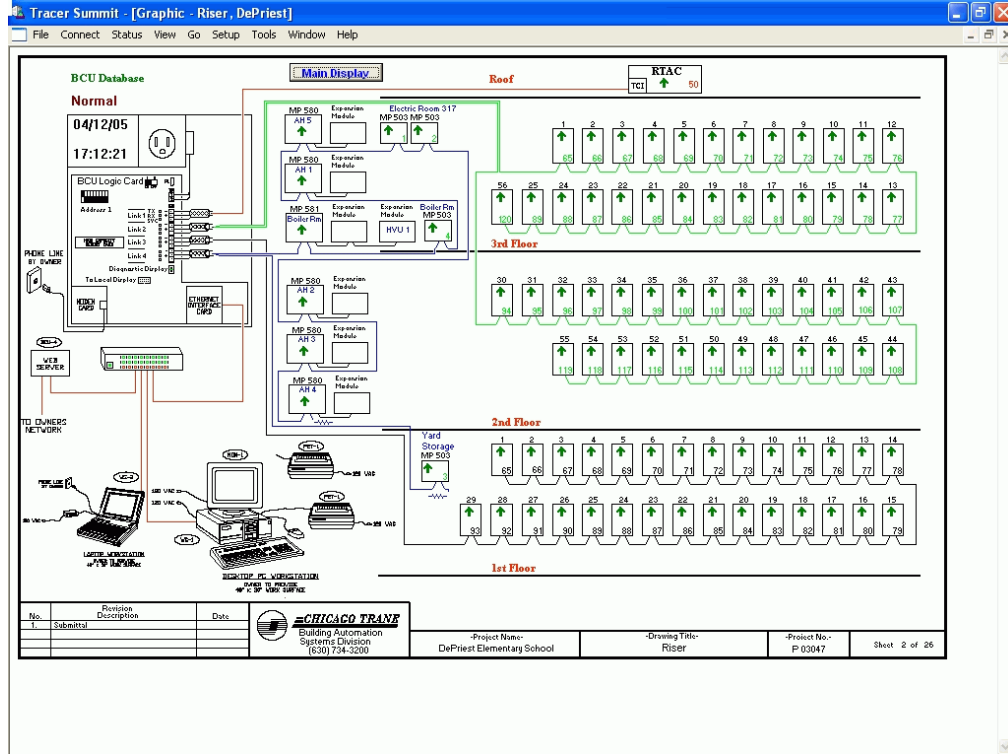 Tracer Summit - [Graphic - Riser, DePriest]
File Connect Status View Go Setup Tools Window Help
BCU Database
Main Display
Roof
RTAC
TCI
50
Normal
04/12/05
17:12:21
BCU Logic Card
Address 1
Link 1 TX RX SVC
Link 2
Link 3
Link 4
Diagnostic Display
To Local Display
PHONE LINE
BY OWNER
MODEM
CARD
ETHERNET
INTERFACE
CARD
BCU-4
WEB
SERVER
TO OWNERS
NETWORK
MP 580
AH 5
Expansion
Module
Electric Room 317
MP 503 MP 503
1 2
MP 580
AH 1
Expansion
Module
MP 581
Boiler Rm
Expansion
Module
Expansion
Module
HVU 1
Boiler Rm
MP 503
4
MP 580
AH 2
Expansion
Module
MP 580
AH 3
Expansion
Module
MP 580
AH 4
Expansion
Module
Yard
Storage
MP 503
3
1 2 3 4 5 6 7 8 9 10 11 12
65 66 67 68 69 70 71 72 73 74 75 76
56 25 24 23 22 21 20 19 18 17 16 15 14 13
120 89 88 87 86 85 84 83 82 81 80 79 78 77
3rd Floor
30 31 32 33 34 35 36 37 38 39 40 41 42 43
94 95 96 97 98 99 100 101 102 103 104 105 106 107
55 54 53 52 51 50 49 48 47 46 45 44
119 118 117 116 115 114 113 112 111 110 109 108
2nd Floor
1 2 3 4 5 6 7 8 9 10 11 12 13 14
65 66 67 68 69 70 71 72 73 74 75 76 77 78
29 28 27 26 25 24 23 22 21 20 19 18 17 16 15
93 92 91 90 89 88 87 86 85 84 83 82 81 80 79
1st Floor
PHONE LINE
BY OWNER
120 VAC
120 VAC
LAPTOP WORKSTATION
DESKTOP PC WORKSTATION
OWNER TO PROVIDE
No.
Revision
Description
Date
1.
Submittal
CHICAGO TRANE
Building Automation
Systems Division
(630) 734-3200
-Project Name-
DePriest Elementary School
-Drawing Title-
Riser
-Project No.-
P 03047
Sheet 2 of 26